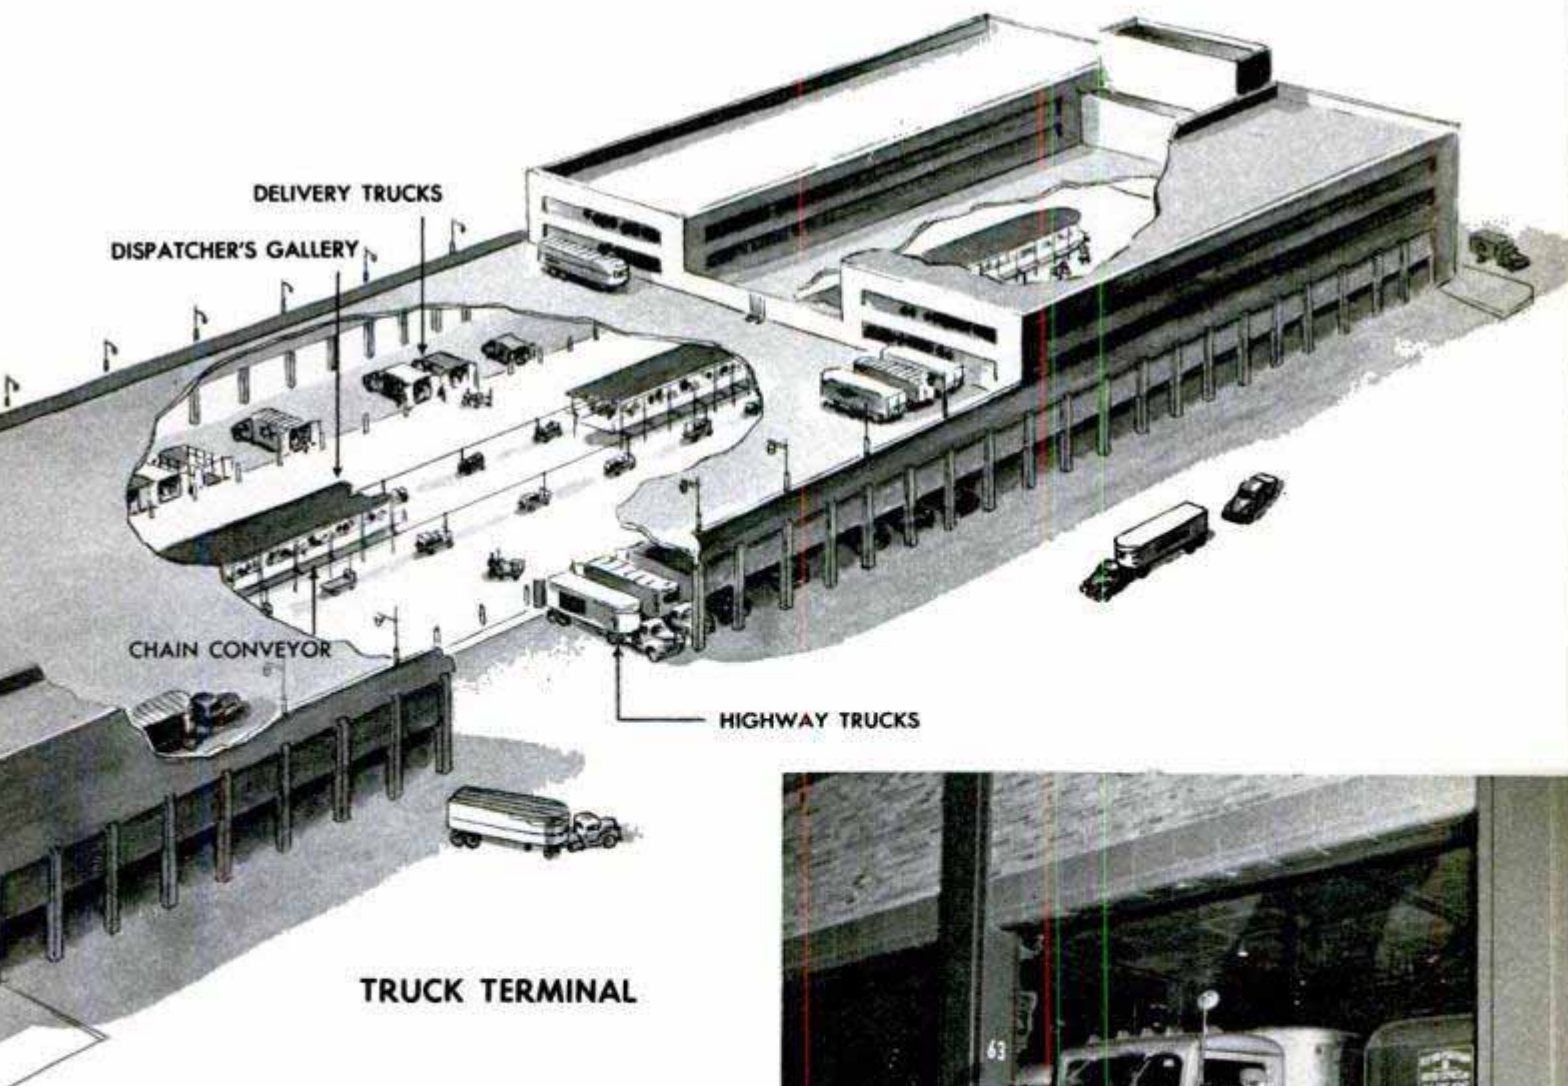 DELIVERY TRUCKS
DISPATCHER'S GALLERY
CHAIN CONVEYOR
HIGHWAY TRUCKS
TRUCK TERMINAL
63